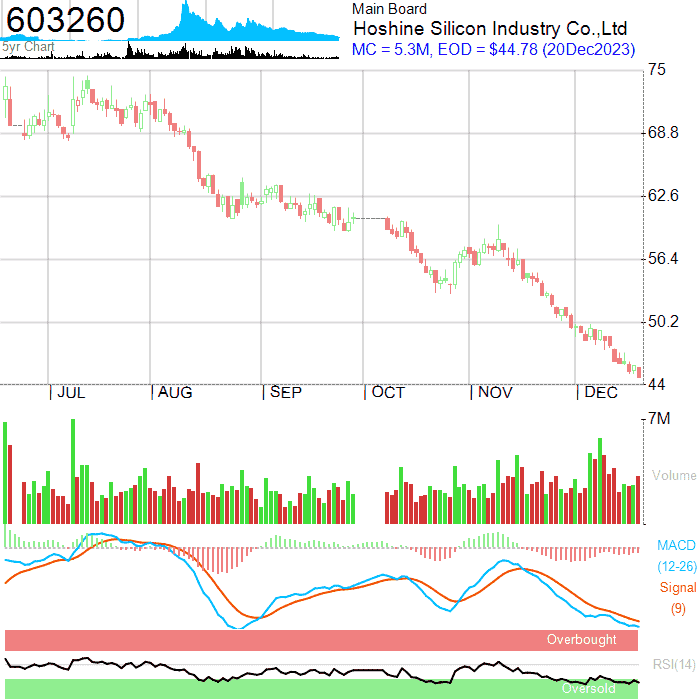 603260
5yr Chart
Main Board
Hoshine Silicon Industry Co.,Ltd
MC = 5.3M, EOD = $44.78 (20Dec2023)
75
68.8
62.6
56.4
50.2
44
JUL AUG SEP OCT NOV DEC
7M
Volume
MACD
(12-26)
Signal
(9)
Overbought
RSI(14)
Oversold